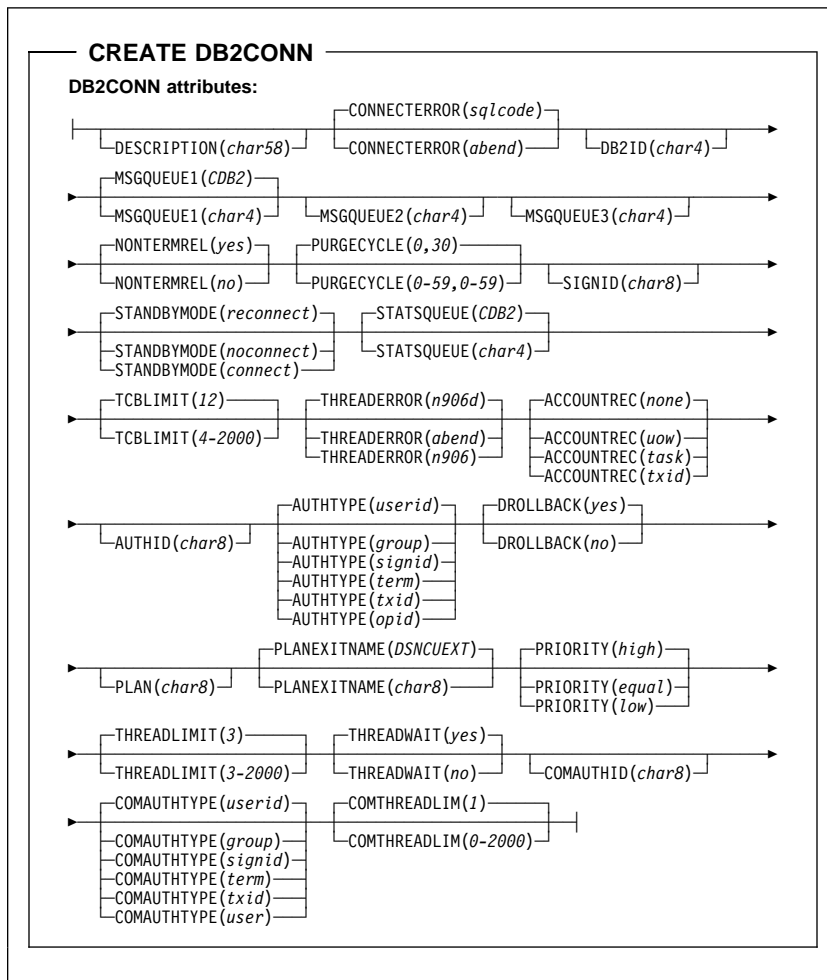 CREATE DB2CONN
DB2CONN attributes:
CONNECTERROR(sqlcode)
DESCRIPTION(char58) CONNECTERROR(abend) DB2ID(char4)
MSGQUEUE1(CDB2)
MSGQUEUE1(char4) MSGQUEUE2(char4) MSGQUEUE3(char4)
NONTERMREL(yes) PURGECYCLE(0,30)
NONTERMREL(no) PURGECYCLE(0-59,0-59) SIGNID(char8)
STANDBYMODE(reconnect) STATSQUEUE(CDB2)
STANDBYMODE(noconnect) STATSQUEUE(char4)
STANDBYMODE(connect)
TCBLIMIT(12) THREADERROR(n906d) ACCOUNTREC(none)
TCBLIMIT(4-2000) THREADERROR(abend) ACCOUNTREC(uow)
THREADERROR(n906) ACCOUNTREC(task)
ACCOUNTREC(txid)
AUTHTYPE(userid) DROLLBACK(yes)
AUTHID(char8) AUTHTYPE(group) DROLLBACK(no)
AUTHTYPE(signid)
AUTHTYPE(term)
AUTHTYPE(txid)
AUTHTYPE(opid)
PLANEXITNAME(DSNCUEXT) PRIORITY(high)
PLAN(char8) PLANEXITNAME(char8) PRIORITY(equal)
PRIORITY(low)
THREADLIMIT(3) THREADWAIT(yes)
THREADLIMIT(3-2000) THREADWAIT(no) COMAUTHID(char8)
COMAUTHTYPE(userid) COMTHREADLIM(1)
COMAUTHTYPE(group) COMTHREADLIM(0-2000)
COMAUTHTYPE(signid)
COMAUTHTYPE(term)
COMAUTHTYPE(txid)
COMAUTHTYPE(user)